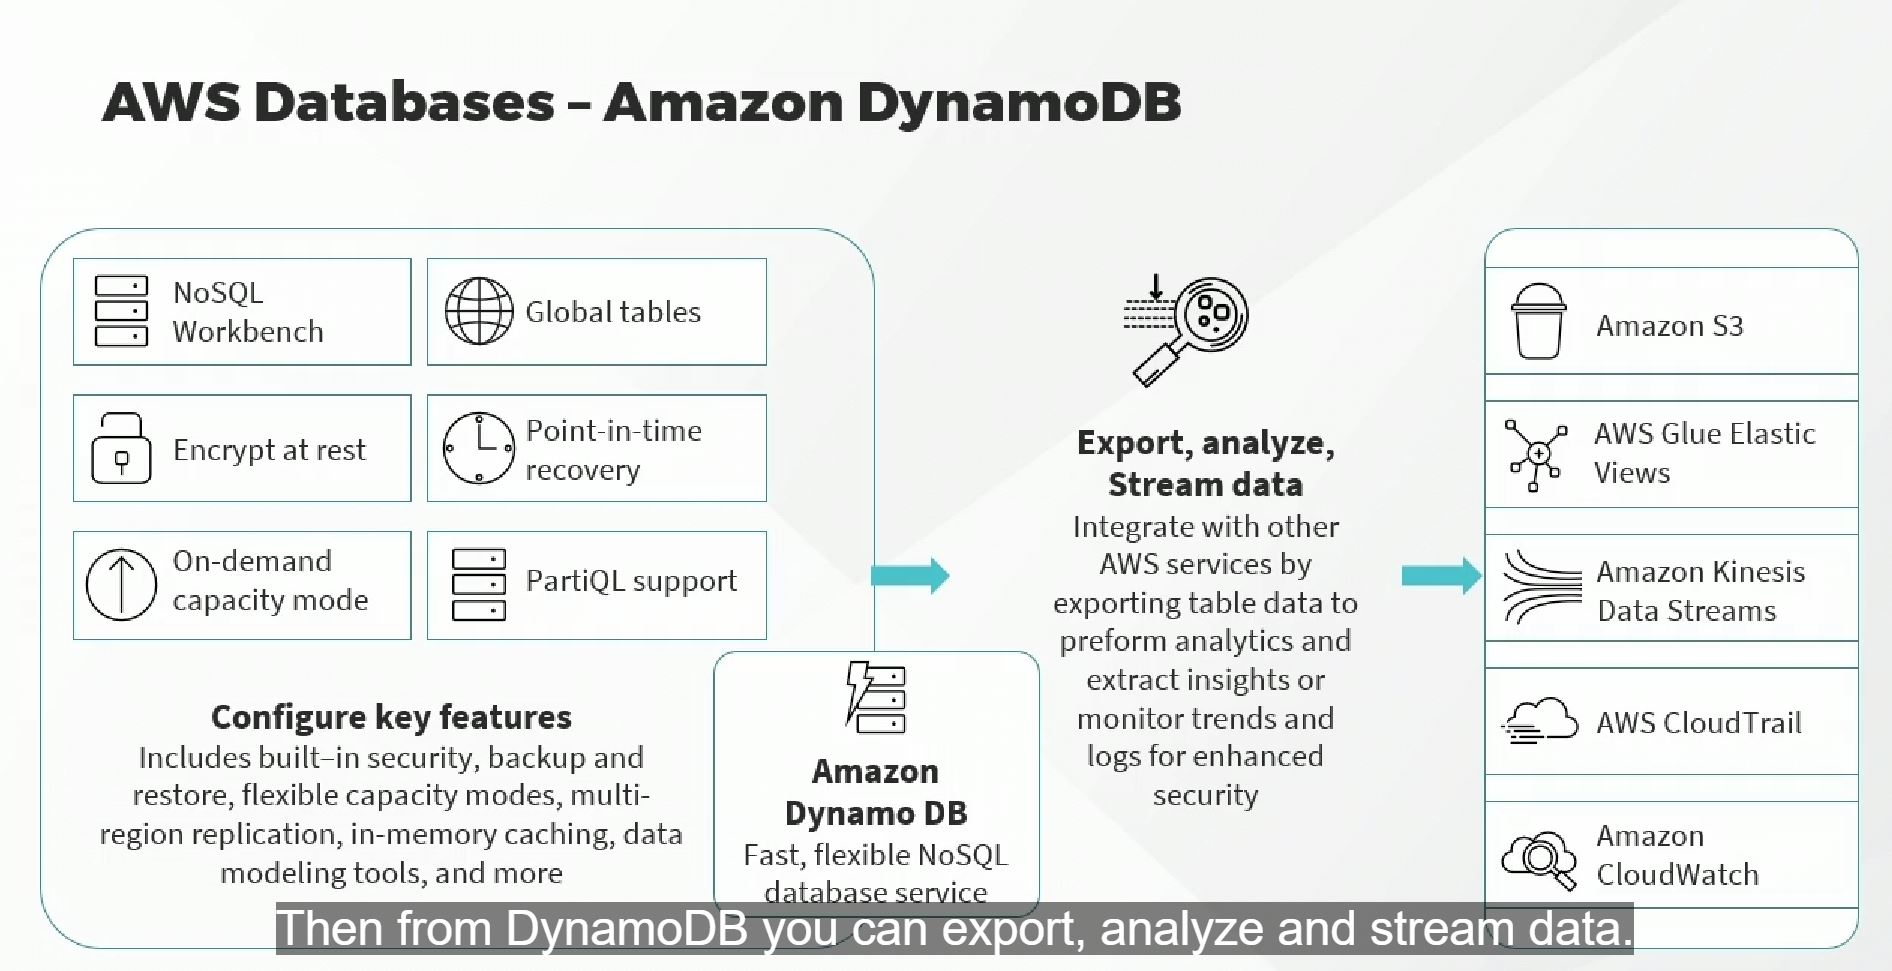 AWS Databases – Amazon DynamoDB
NoSQL
Workbench
Global tables
Encrypt at rest
Point-in-time
recovery
On-demand
capacity mode
PartiQL support
Configure key features
Includes built–in security, backup and
restore, flexible capacity modes, multi-
region replication, in-memory caching, data
modeling tools, and more
Amazon
Dynamo DB
Fast, flexible NoSQL
database service
Export, analyze,
Stream data
Integrate with other
AWS services by
exporting table data to
preform analytics and
extract insights or
monitor trends and
logs for enhanced
security
Amazon S3
AWS Glue Elastic
Views
Amazon Kinesis
Data Streams
AWS CloudTrail
Amazon
CloudWatch
Then from DynamoDB you can export, analyze and stream data.